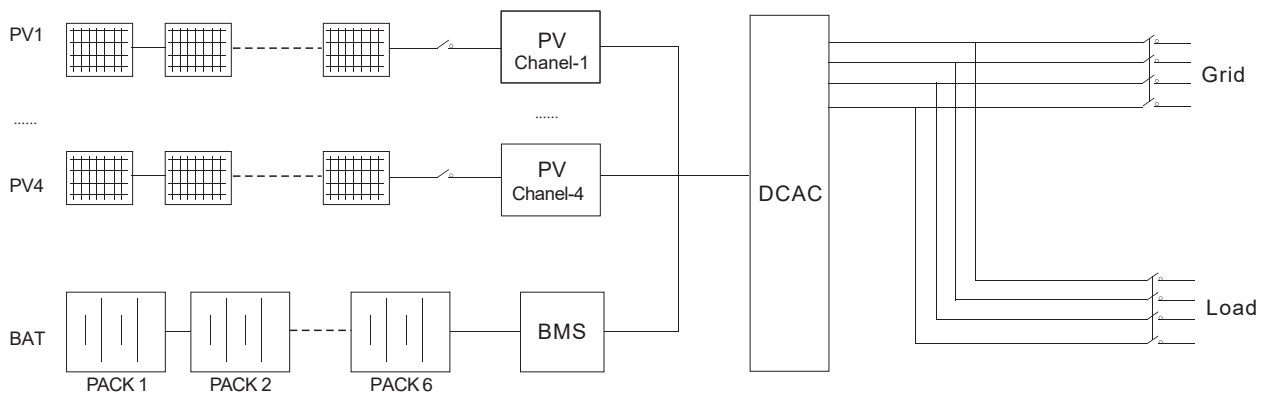 PV1
PV
Chanel-1
Grid
......
......
PV4
PV
Chanel-4
DCAC
BAT
BMS
Load
PACK 1
PACK 2
PACK 6